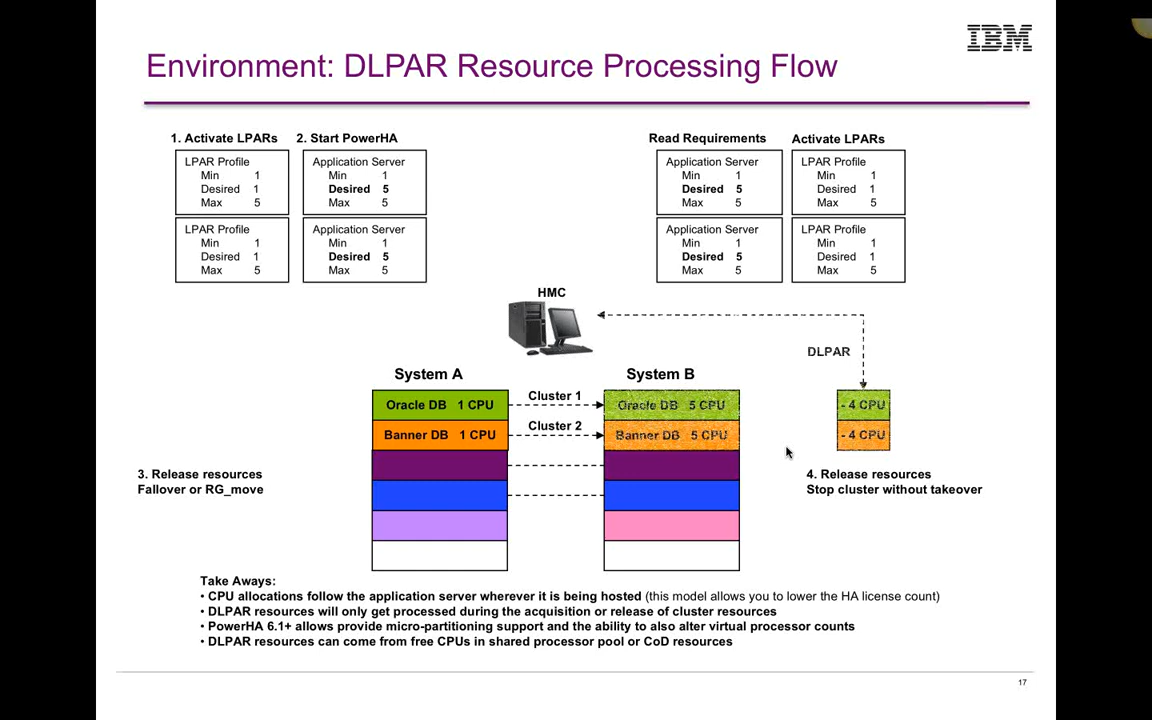 IBM
Environment: DLPAR Resource Processing Flow
1. Activate LPARs
LPAR Profile
Min 1
Desired 1
Max 5
LPAR Profile
Min 1
Desired 1
Max 5
2. Start PowerHA
Application Server
Min 1
Desired 5
Max 5
Application Server
Min 1
Desired 5
Max 5
Read Requirements
Application Server
Min 1
Desired 5
Max 5
Application Server
Min 1
Desired 5
Max 5
Activate LPARs
LPAR Profile
Min 1
Desired 1
Max 5
LPAR Profile
Min 1
Desired 1
Max 5
HMC
DLPAR
System A
Oracle DB 1 CPU
Banner DB 1 CPU
Cluster 1
Cluster 2
System B
Oracle DB 5 CPU
Banner DB 5 CPU
- 4 CPU
- 4 CPU
3. Release resources
Fallover or RG_move
4. Release resources
Stop cluster without takeover
Take Aways:
• CPU allocations follow the application server wherever it is being hosted (this model allows you to lower the HA license count)
• DLPAR resources will only get processed during the acquisition or release of cluster resources
• PowerHA 6.1+ allows provide micro-partitioning support and the ability to also alter virtual processor counts
• DLPAR resources can come from free CPUs in shared processor pool or CoD resources
17